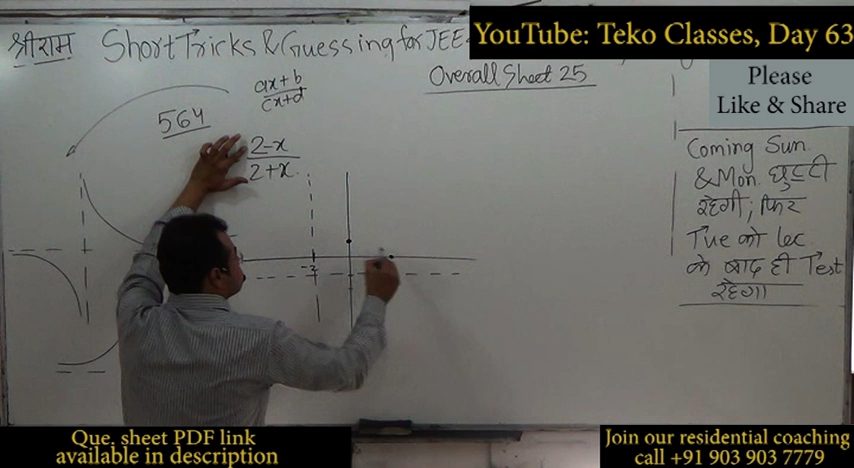 श्रीराम Short Tricks & Guessing for JEE
YouTube: Teko Classes, Day 63
Overall Sheet 25
Please
Like & Share
ax+b
cx+d
564
2-x
2+x
-2
Coming Sun.
& Mon. छुट्टी
रहेगी; फिर
Tue को lec
के बाद ही Test
रहेगा
Que. sheet PDF link
available in description
Join our residential coaching
call +91 903 903 7779